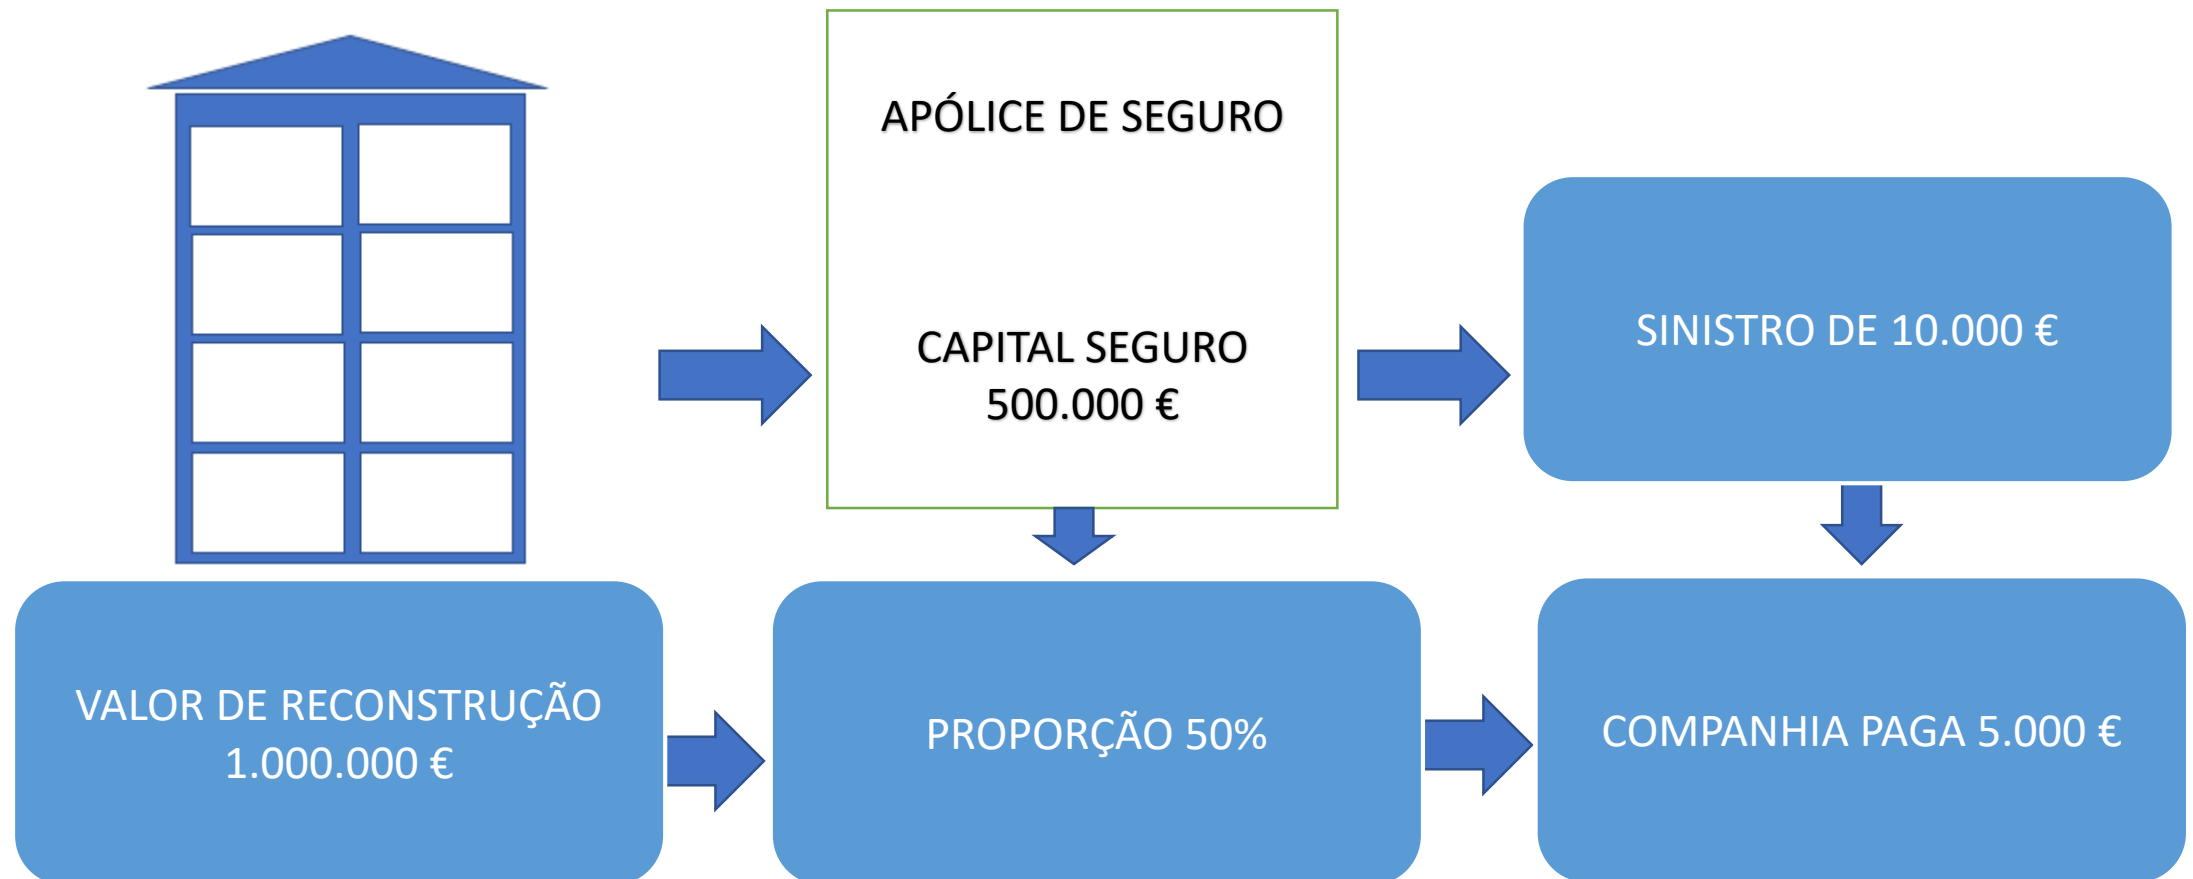 APÓLICE DE SEGURO
CAPITAL SEGURO
500.000 €
SINISTRO DE 10.000 €
VALOR DE RECONSTRUÇÃO
1.000.000 €
PROPORÇÃO 50%
COMPANHIA PAGA 5.000 €